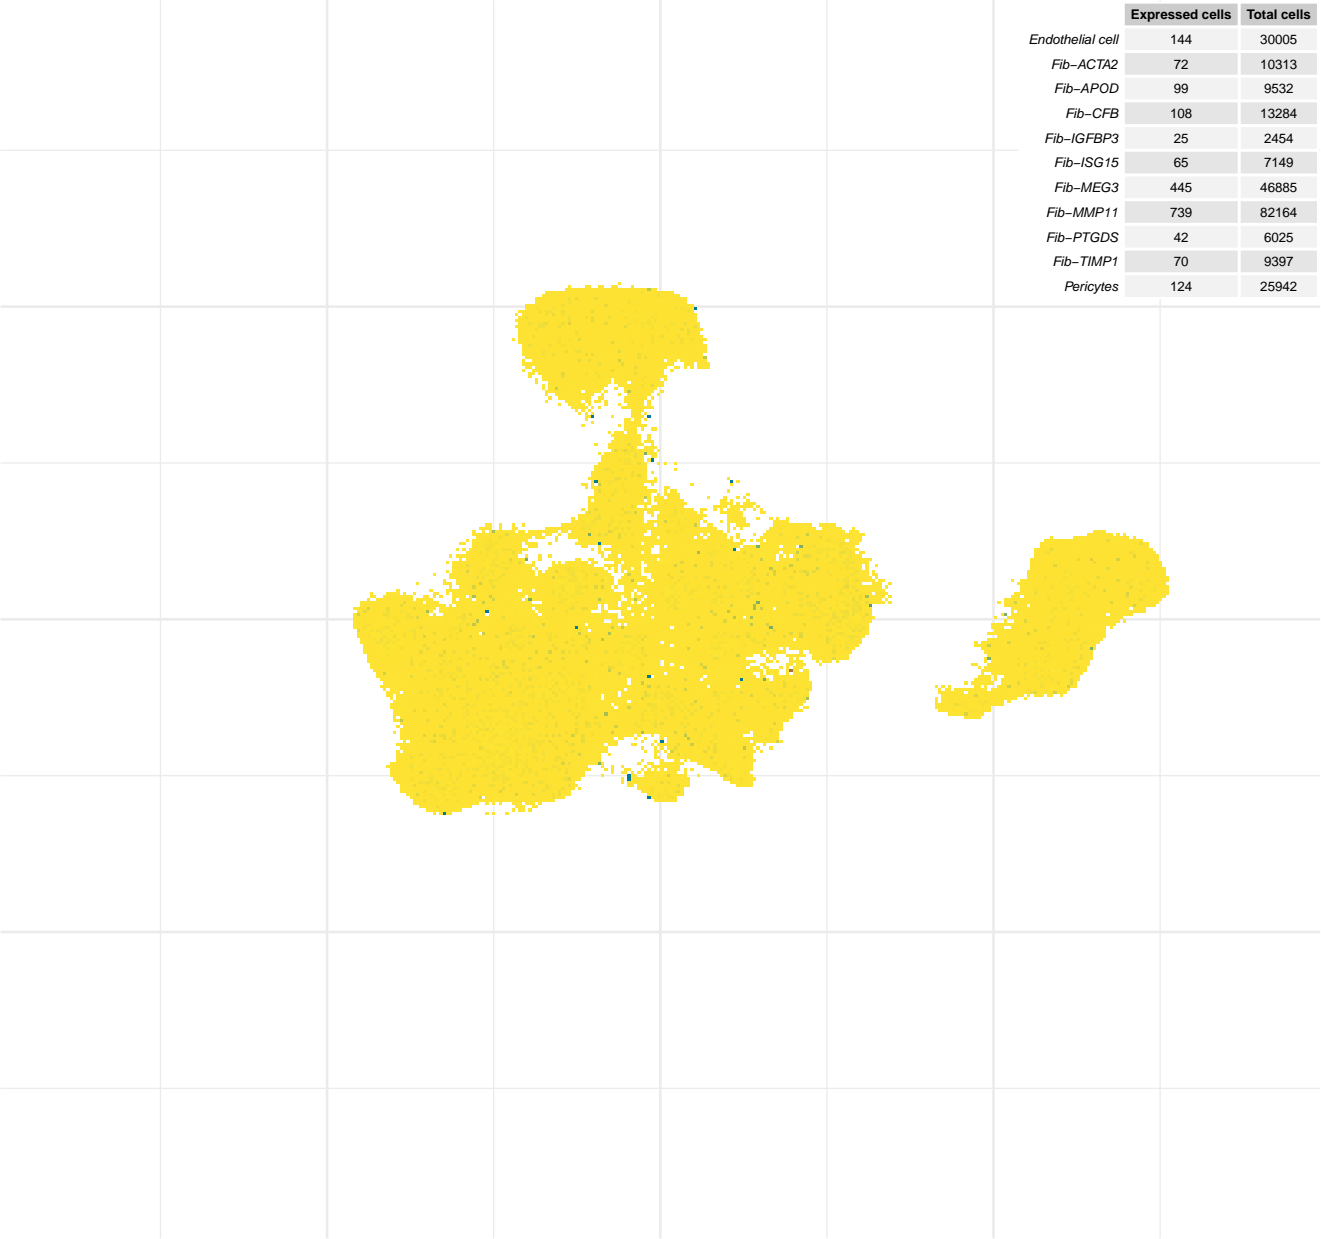 Expressed cells Total cells
Endothelial cell 144 30005
Fib−ACTA2 72 10313
Fib−APOD 99 9532
Fib−CFB 108 13284
Fib−IGFBP3 25 2454
Fib−ISG15 65 7149
Fib−MEG3 445 46885
Fib−MMP11 739 82164
Fib−PTGDS 42 6025
Fib−TIMP1 70 9397
Pericytes 124 25942